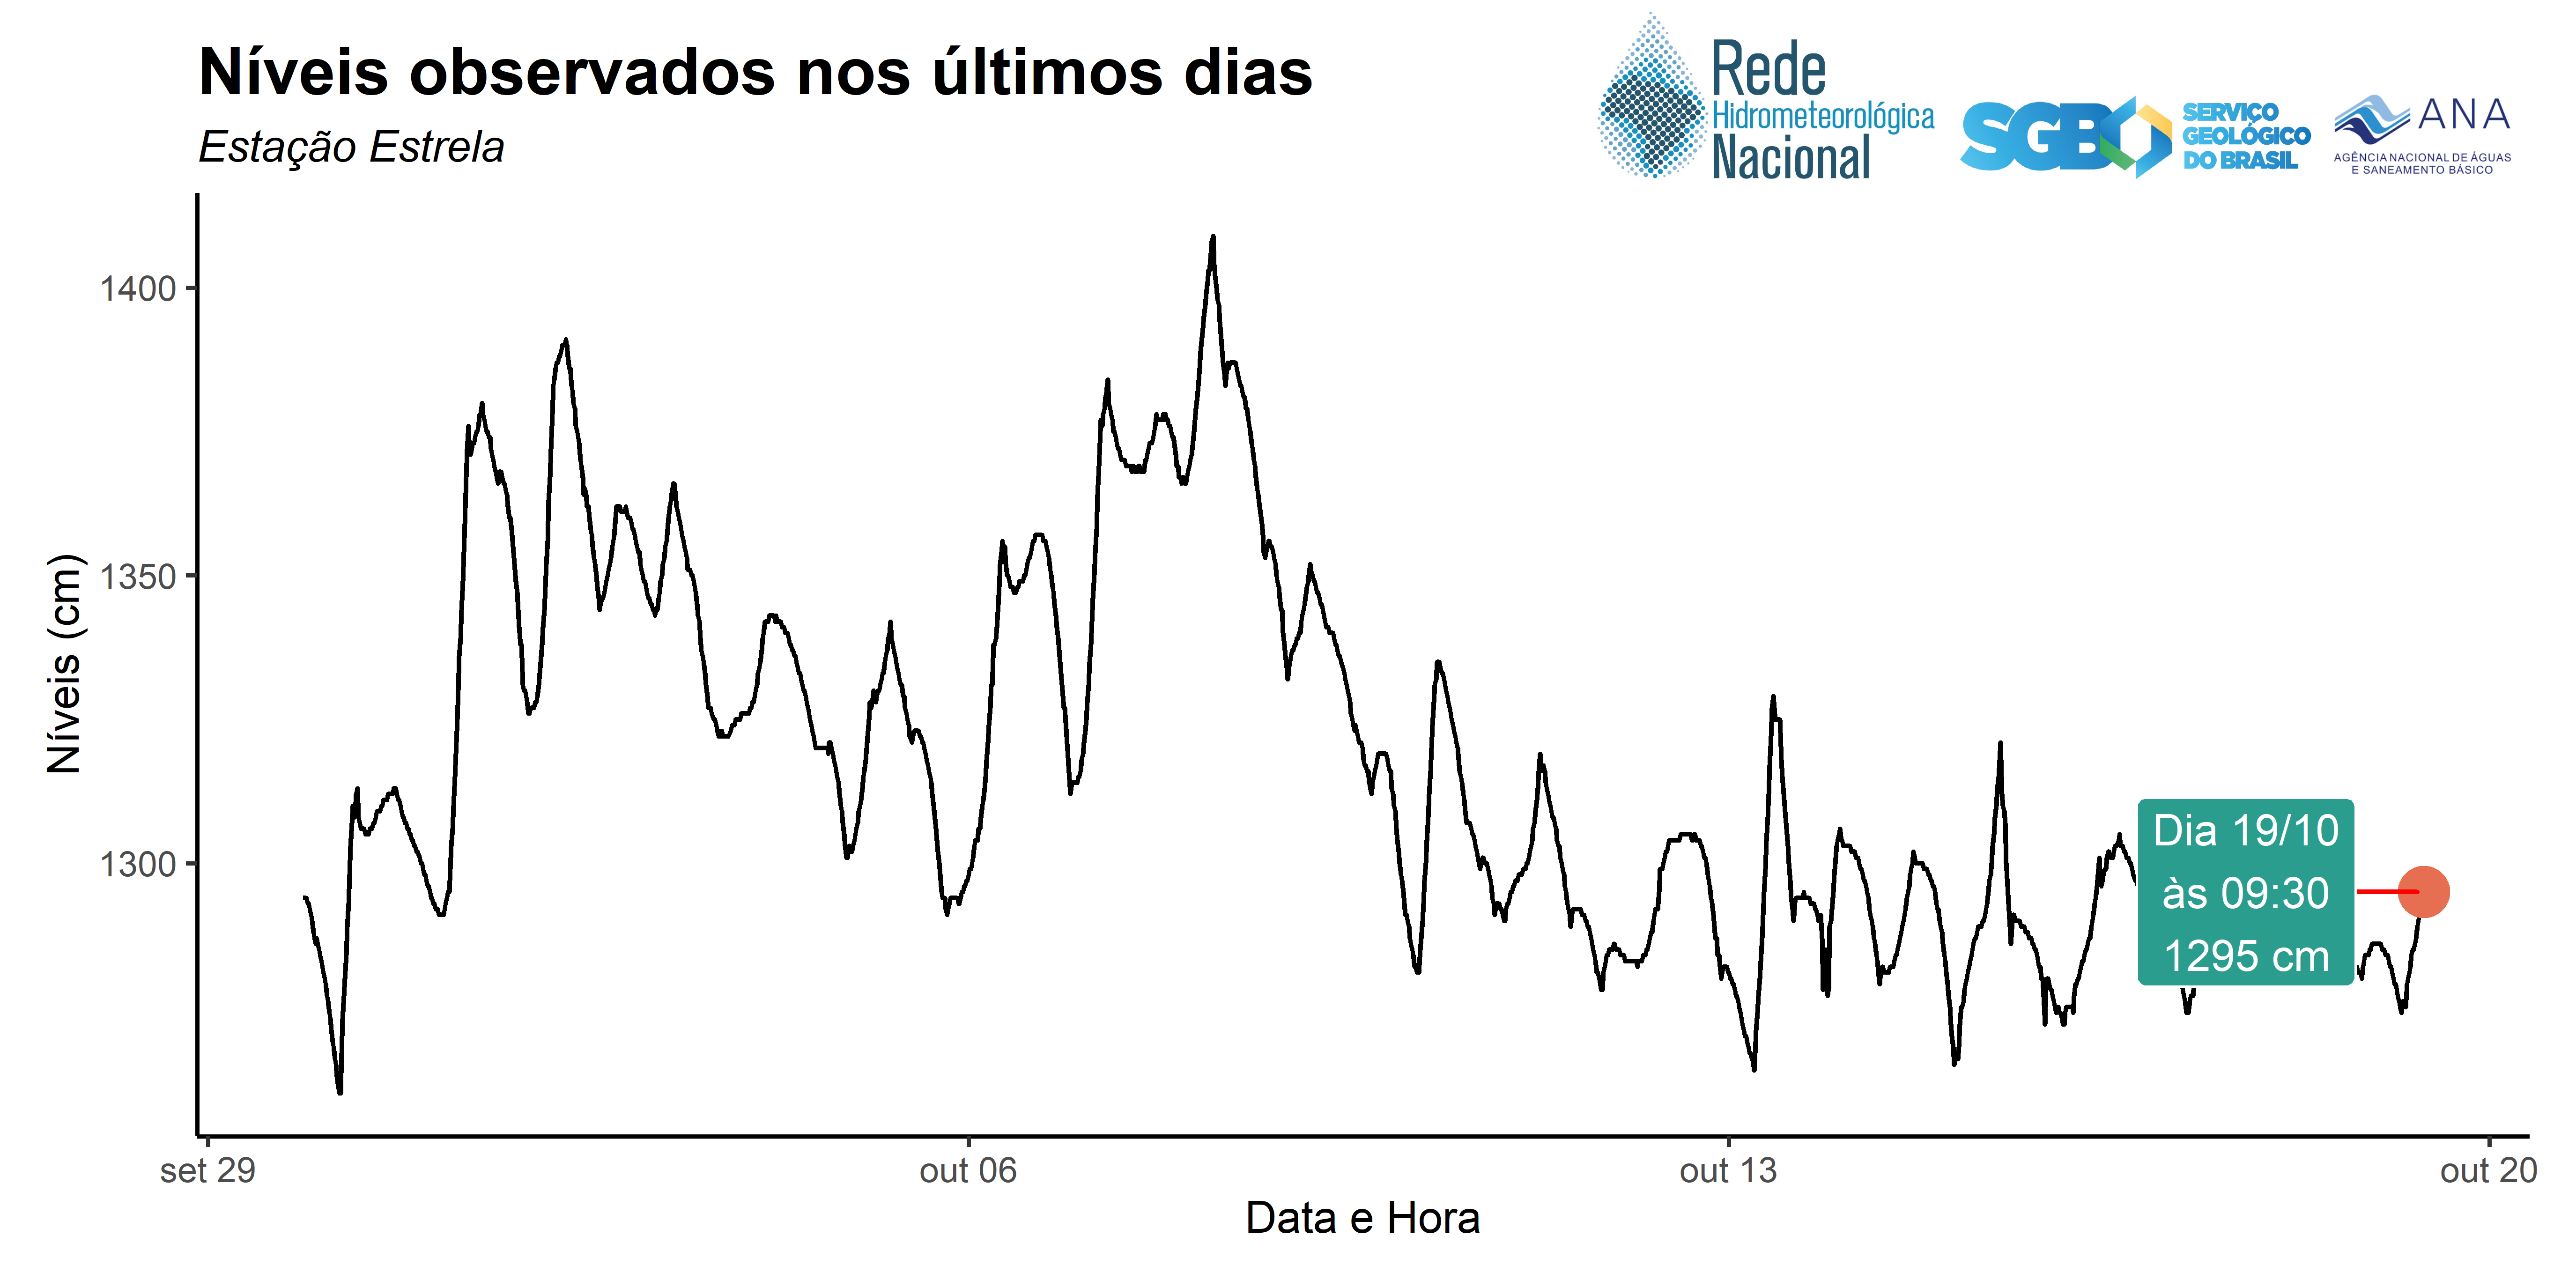 Níveis observados nos últimos dias
Estação Estrela
Rede
Hidrometeorológica
Nacional
SGB
SERVIÇO
GEOLÓGICO
DO BRASIL
ANA
AGÊNCIA NACIONAL DE ÁGUAS
E SANEAMENTO BÁSICO
Níveis (cm)
1400
1350
1300
Dia 19/10
às 09:30
1295 cm
set 29
out 06
out 13
out 20
Data e Hora